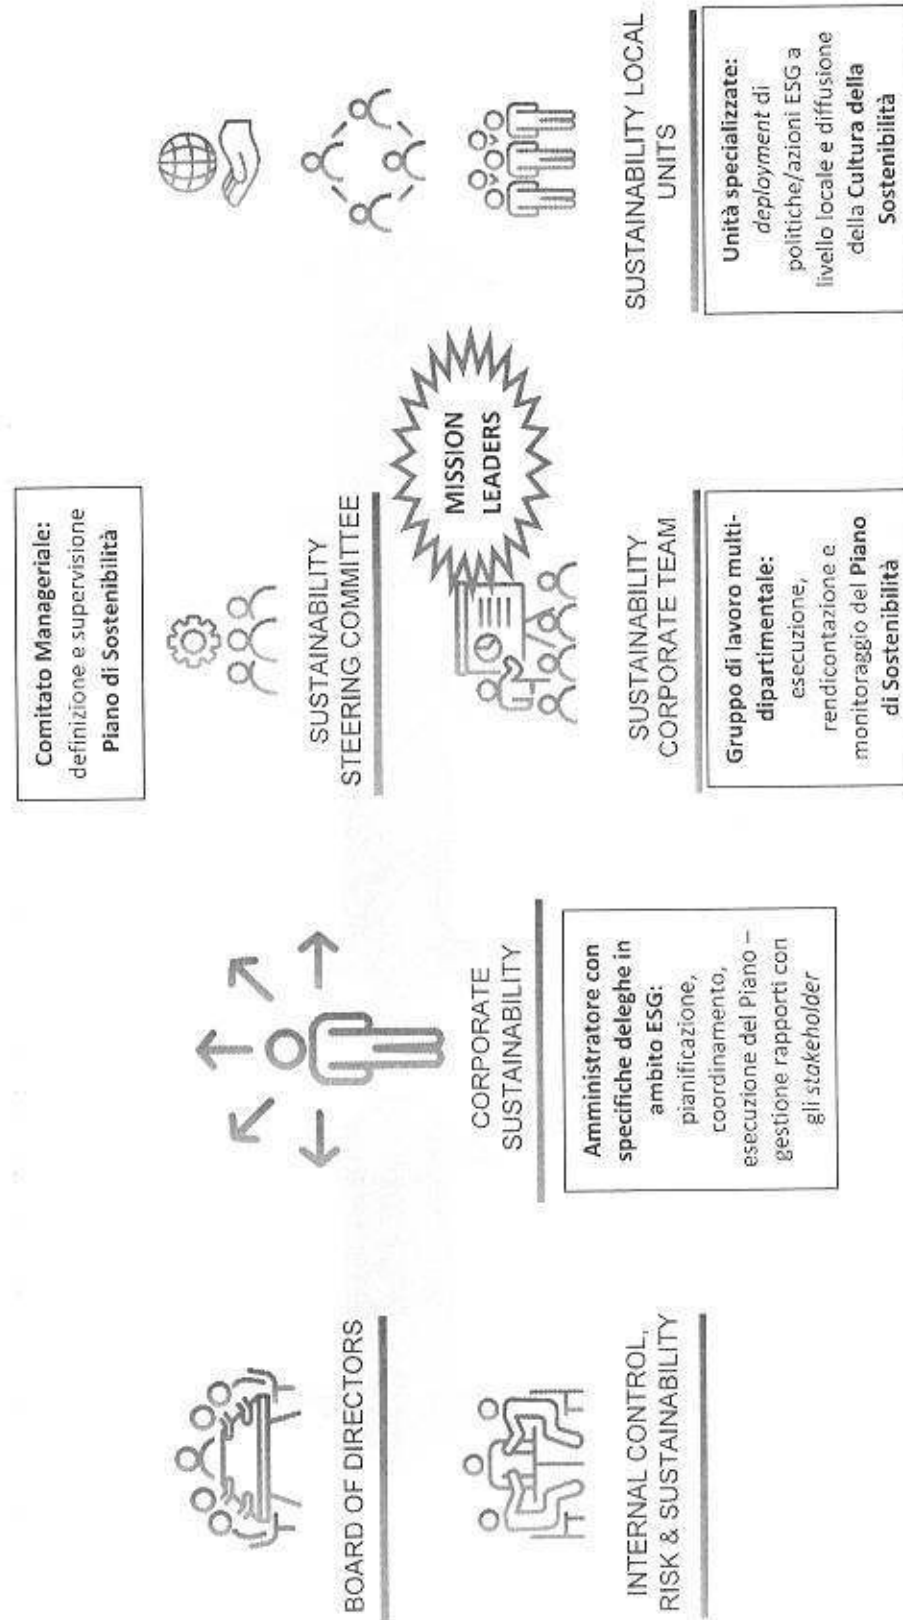 BOARD OF DIRECTORS
INTERNAL CONTROL,
RISK & SUSTAINABILITY
CORPORATE
SUSTAINABILITY
Amministratore con
specifiche deleghe in
ambito ESG:
pianificazione,
coordinamento,
esecuzione del Piano –
gestione rapporti con
gli stakeholder
Comitato Manageriale:
definizione e supervisione
Piano di Sostenibilità
SUSTAINABILITY
STEERING COMMITTEE
MISSION
LEADERS
SUSTAINABILITY
CORPORATE TEAM
Gruppo di lavoro multi-
dipartimentale:
esecuzione,
rendicontazione e
monitoraggio del Piano
di Sostenibilità
SUSTAINABILITY LOCAL
UNITS
Unità specializzate:
deployment di
politiche/azioni ESG a
livello locale e diffusione
della Cultura della
Sostenibilità